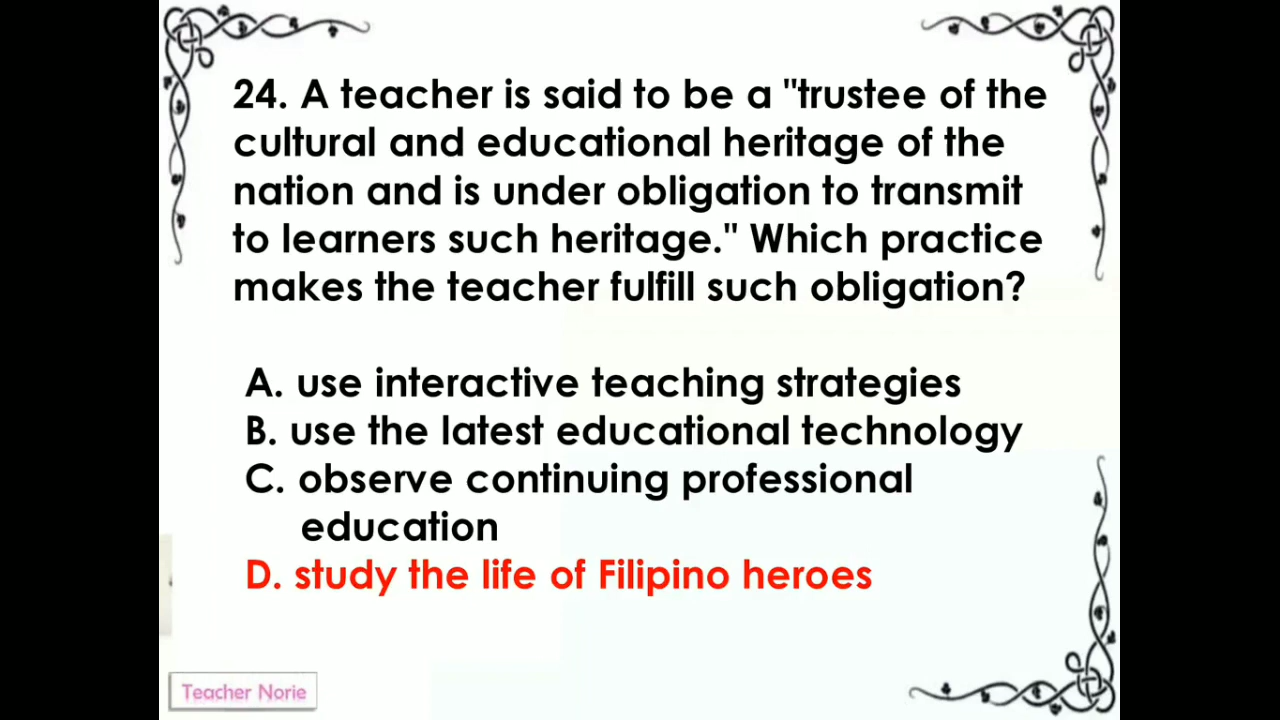 24. A teacher is said to be a "trustee of the
cultural and educational heritage of the
nation and is under obligation to transmit
to learners such heritage." Which practice
makes the teacher fulfill such obligation?
A. use interactive teaching strategies
B. use the latest educational technology
C. observe continuing professional
education
D. study the life of Filipino heroes
Teacher Norie